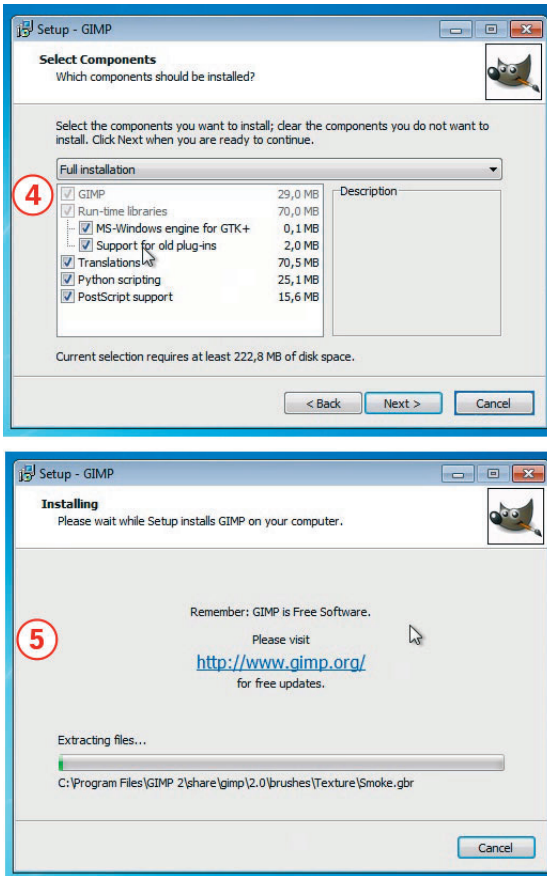 Setup - GIMP
Select Components
Which components should be installed?
Select the components you want to install; clear the components you do not want to
install. Click Next when you are ready to continue.
Full installation
4
GIMP 29,0 MB
Description
Run-time libraries 70,0 MB
MS-Windows engine for GTK+ 0,1 MB
Support for old plug-ins 2,0 MB
Translations 70,5 MB
Python scripting 25,1 MB
PostScript support 15,6 MB
Current selection requires at least 222,8 MB of disk space.
< Back Next > Cancel
Setup - GIMP
Installing
Please wait while Setup installs GIMP on your computer.
Remember: GIMP is Free Software.
5
Please visit
http://www.gimp.org/
for free updates.
Extracting files...
C:\Program Files\GIMP 2\share\gimp\2.0\brushes\Texture\Smoke.gbr
Cancel